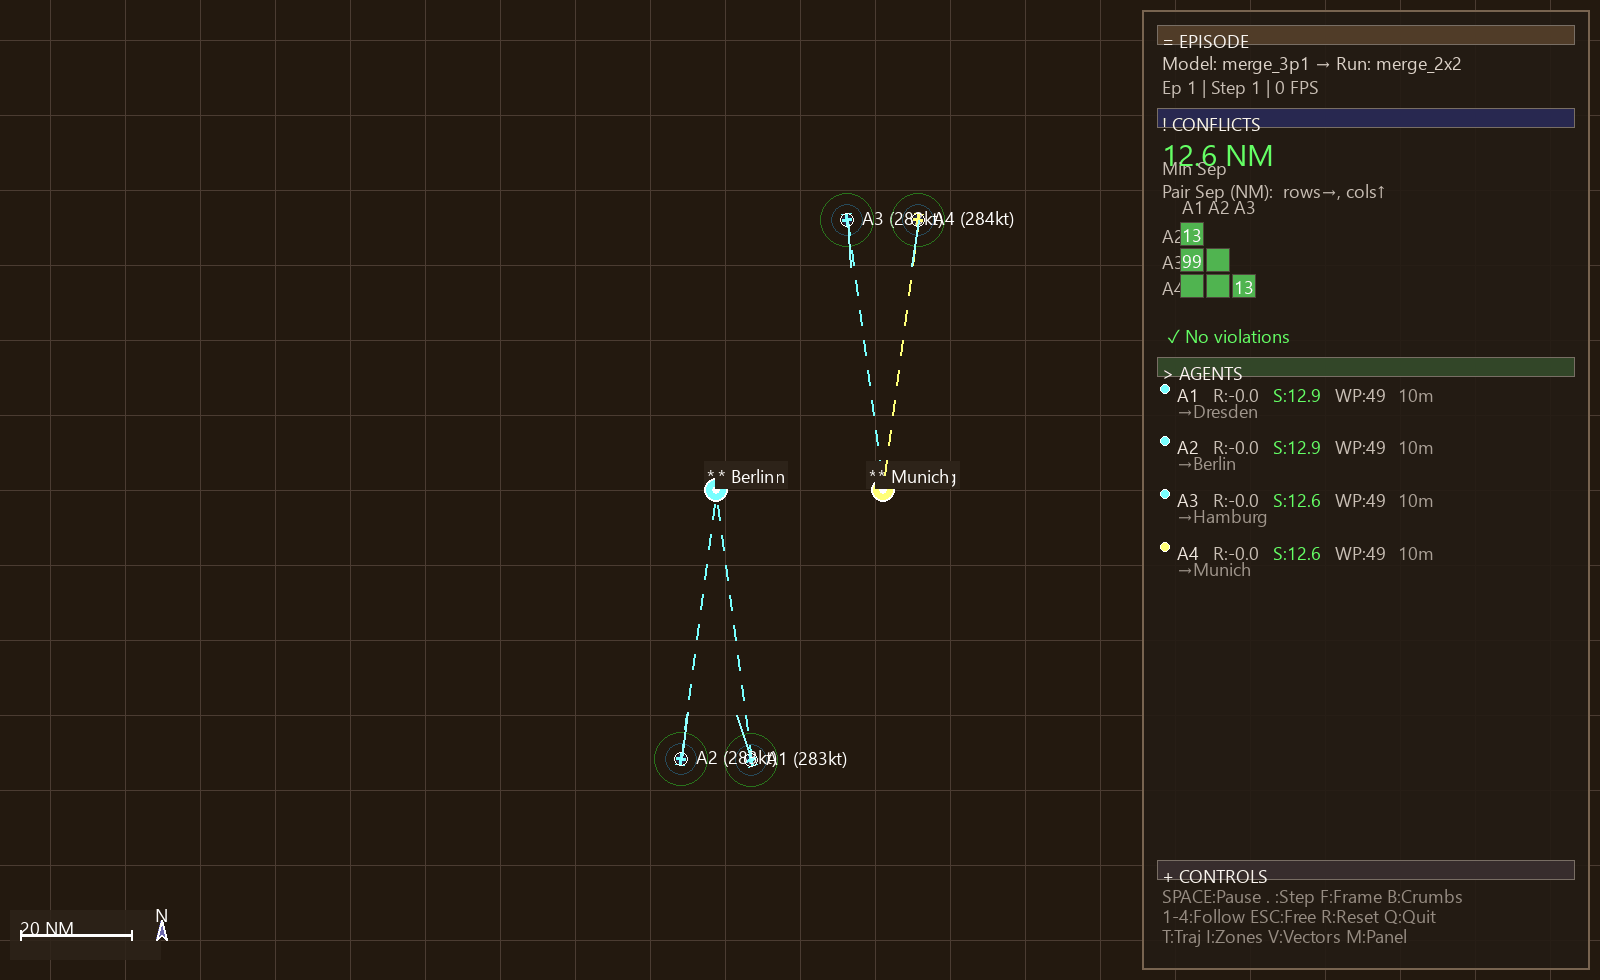 = EPISODE
Model: merge_3p1 → Run: merge_2x2
Ep 1 | Step 1 | 0 FPS
! CONFLICTS
12.6 NM
Min Sep
Pair Sep (NM): rows→, cols↑
A1 A2 A3
A2 13
A3 99
A4 13
✓ No violations
> AGENTS
A1 R:-0.0 S:12.9 WP:49 10m
→Dresden
A2 R:-0.0 S:12.9 WP:49 10m
→Berlin
A3 R:-0.0 S:12.6 WP:49 10m
→Hamburg
A4 R:-0.0 S:12.6 WP:49 10m
→Munich
+ CONTROLS
SPACE:Pause . :Step F:Frame B:Crumbs
1-4:Follow ESC:Free R:Reset Q:Quit
T:Traj I:Zones V:Vectors M:Panel
A3
A4 (284kt)
** Berlin
** Munich
A2
A1 (283kt)
20 NM
N